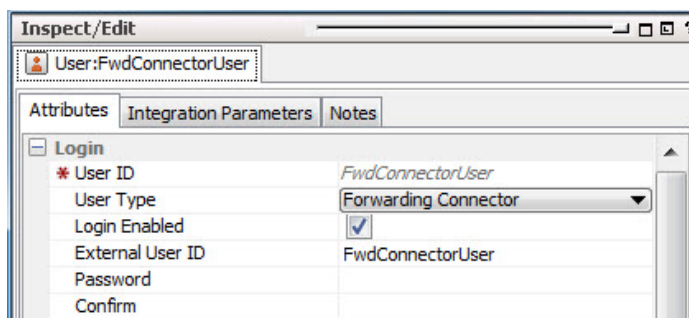 Inspect/Edit
User:FwdConnectorUser
Attributes Integration Parameters Notes
Login
* User ID FwdConnectorUser
User Type Forwarding Connector
Login Enabled
External User ID FwdConnectorUser
Password
Confirm